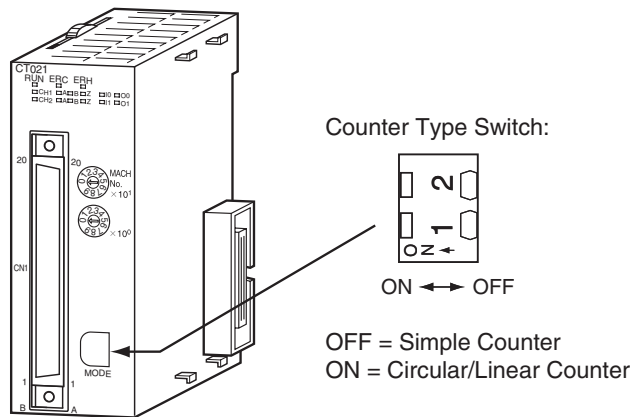 CT021
RUN ERC ERH
CH1 A B Z I0 O0
CH2 A B Z I1 O1
20 20
MACH
No.
×10¹
×10⁰
CN1
MODE
1 1
B A
Counter Type Switch:
2
1
ON
ON OFF
OFF = Simple Counter
ON = Circular/Linear Counter